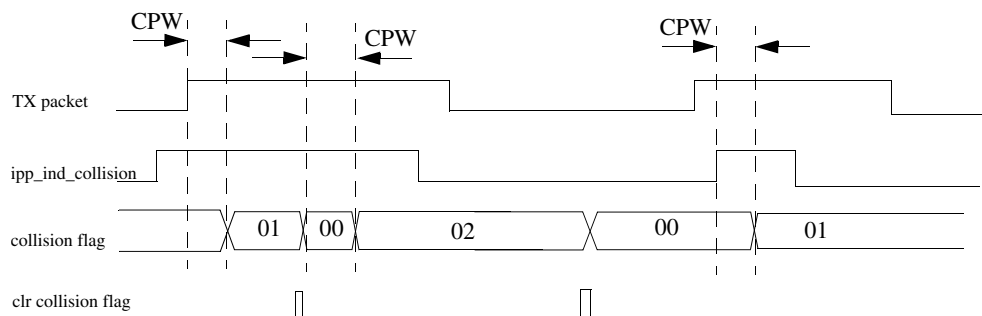 CPW
CPW
CPW
TX packet
ipp_ind_collision
collision flag
01
00
02
00
01
clr collision flag